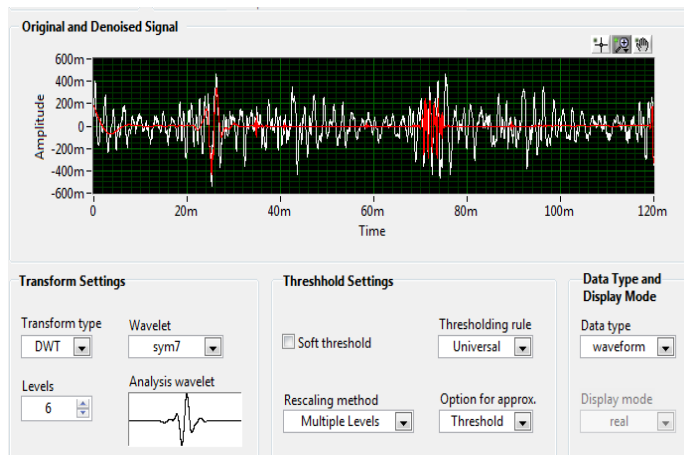 Original and Denoised Signal
600m
400m
200m
0
-200m
-400m
-600m
Amplitude
0 20m 40m 60m 80m 100m 120m
Time
Transform Settings
Transform type
DWT
Wavelet
sym7
Levels
6
Analysis wavelet
Threshhold Settings
Soft threshold
Thresholding rule
Universal
Rescaling method
Multiple Levels
Option for approx.
Threshold
Data Type and
Display Mode
Data type
waveform
Display mode
real